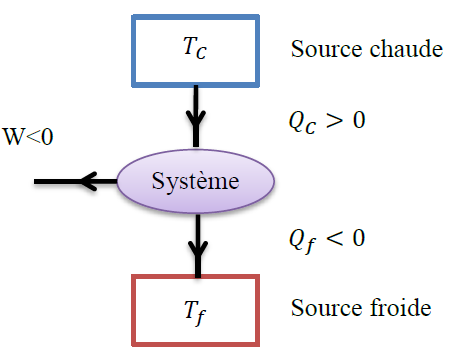 T_C
Source chaude
Q_C > 0
W<0
Système
Q_f < 0
T_f
Source froide